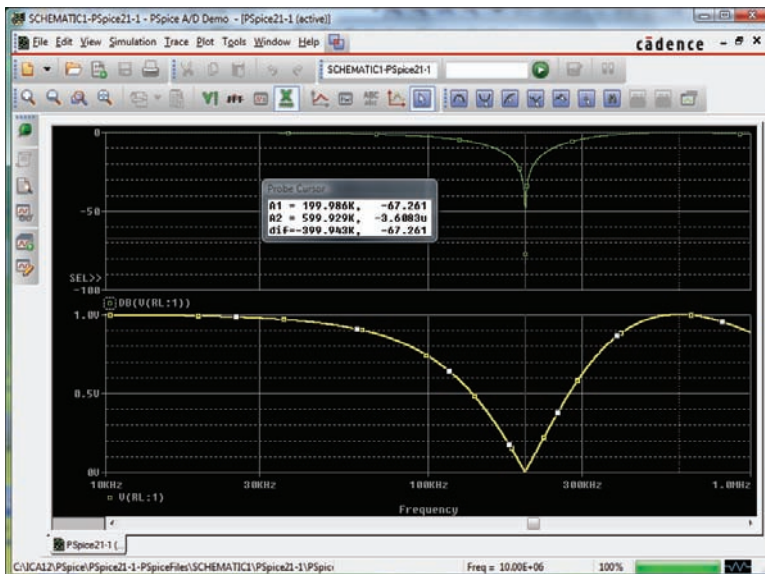 SCHEMATIC1-PSpice21-1 - PSpice A/D Demo - [PSpice21-1 (active)]
File Edit View Simulation Trace Plot Tools Window Help
cādence
SCHEMATIC1-PSpice21-1
0
Probe Cursor
A1 = 199.986K, -67.261
A2 = 599.929K, -3.6083u
dif=-399.943K, -67.261
-50
SEL>>
-100
DB(V(RL:1))
1.0V
0.5V
0V
10KHz 30KHz 100KHz 300KHz 1.0MHz
V(RL:1)
Frequency
PSpice21-1 (...
C:\ICA12\PSpice\PSpice21-1-PSpiceFiles\SCHEMATIC1\PSpice21-1\PSpic
Freq = 10.00E+06 100%